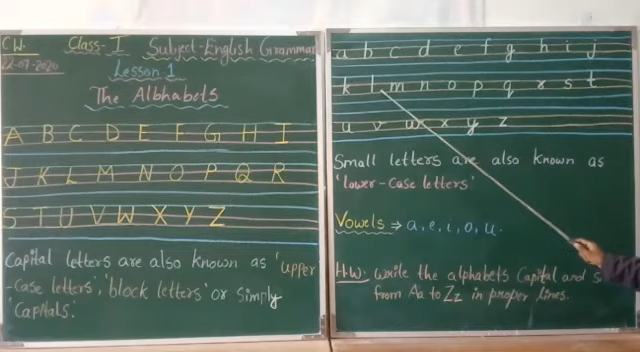 C.W. Class-I Subject-English Grammar
22-07-2020
Lesson 1
The Albhabets
A B C D E F G H I
J K L M N O P Q R
S T U V W X Y Z
Capital letters are also known as 'upper
-case letters', 'block letters' or simply
'Capitals'.
a b c d e f g h i j
k l m n o p q r s t
u v w x y z
Small letters are also known as
'lower-case letters'
Vowels → a, e, i, o, u.
H.W. Write the alphabets Capital and s
from Aa to Zz in proper lines.